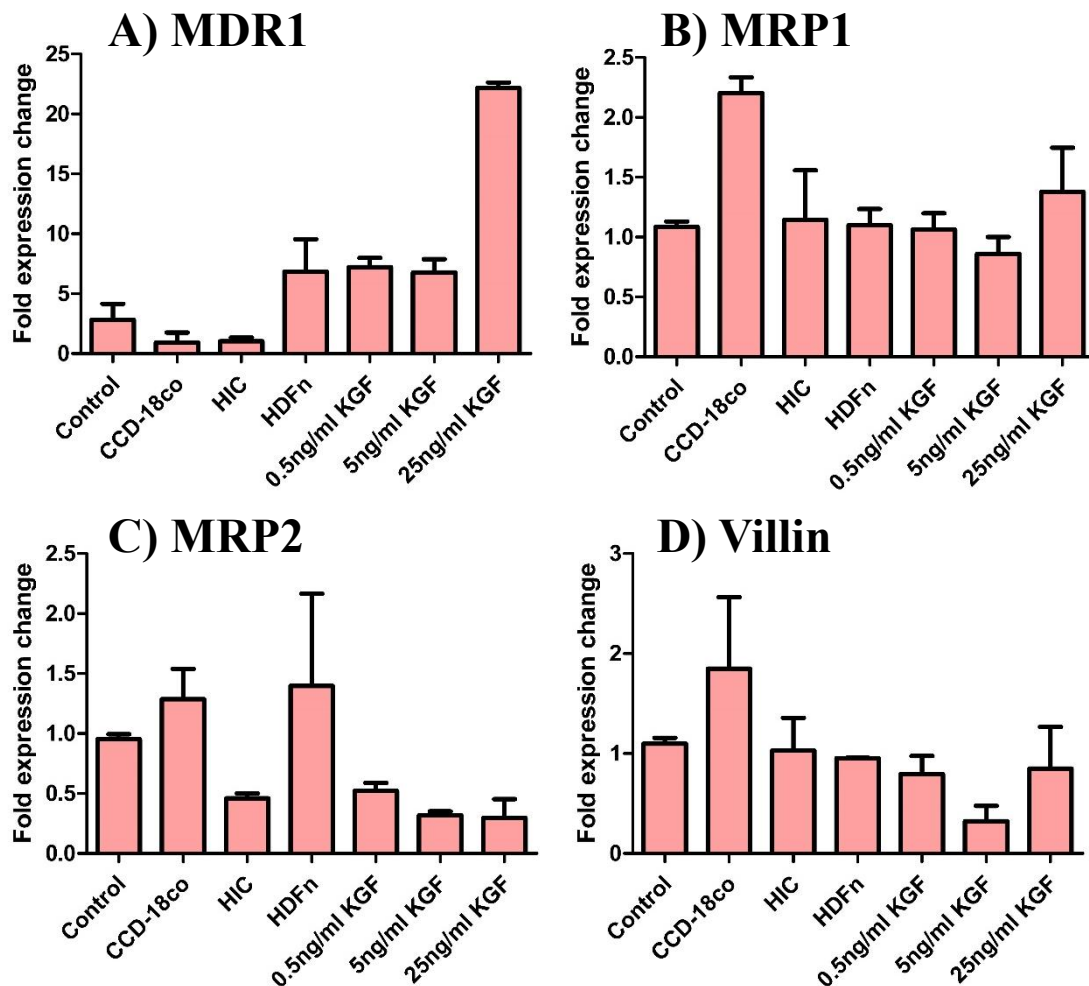 A) MDR1
Fold expression change
25
20
15
10
5
0
Control
CCD-18co
HIC
HDFn
0.5ng/ml KGF
5ng/ml KGF
25ng/ml KGF
B) MRP1
Fold expression change
2.5
2.0
1.5
1.0
0.5
0.0
Control
CCD-18co
HIC
HDFn
0.5ng/ml KGF
5ng/ml KGF
25ng/ml KGF
C) MRP2
Fold expression change
2.5
2.0
1.5
1.0
0.5
0.0
Control
CCD-18co
HIC
HDFn
0.5ng/ml KGF
5ng/ml KGF
25ng/ml KGF
D) Villin
Fold expression change
3
2
1
0
Control
CCD-18co
HIC
HDFn
0.5ng/ml KGF
5ng/ml KGF
25ng/ml KGF